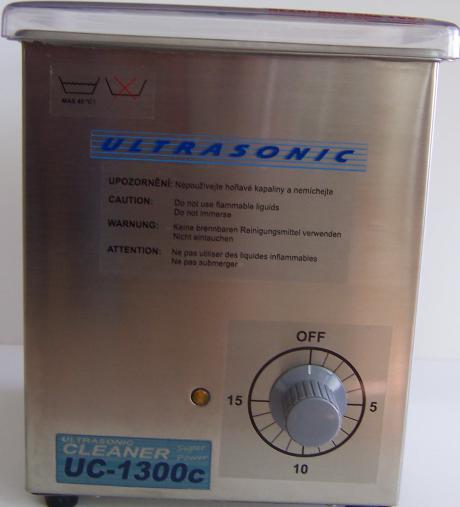 MAX 40 °C !
ULTRASONIC
UPOZORNĚNÍ: Nepoužívejte hořlavé kapaliny a nemíchejte
CAUTION: Do not use flammable liguids
Do not immerse
WARNUNG: Keine brennbaren Reinigungsmittel verwenden
Nicht eintauchen
ATTENTION: Ne pas utiliser des liquides inflammables
Ne pas submerger
OFF
15
5
10
ULTRASONIC
CLEANER Super
Power
UC-1300c